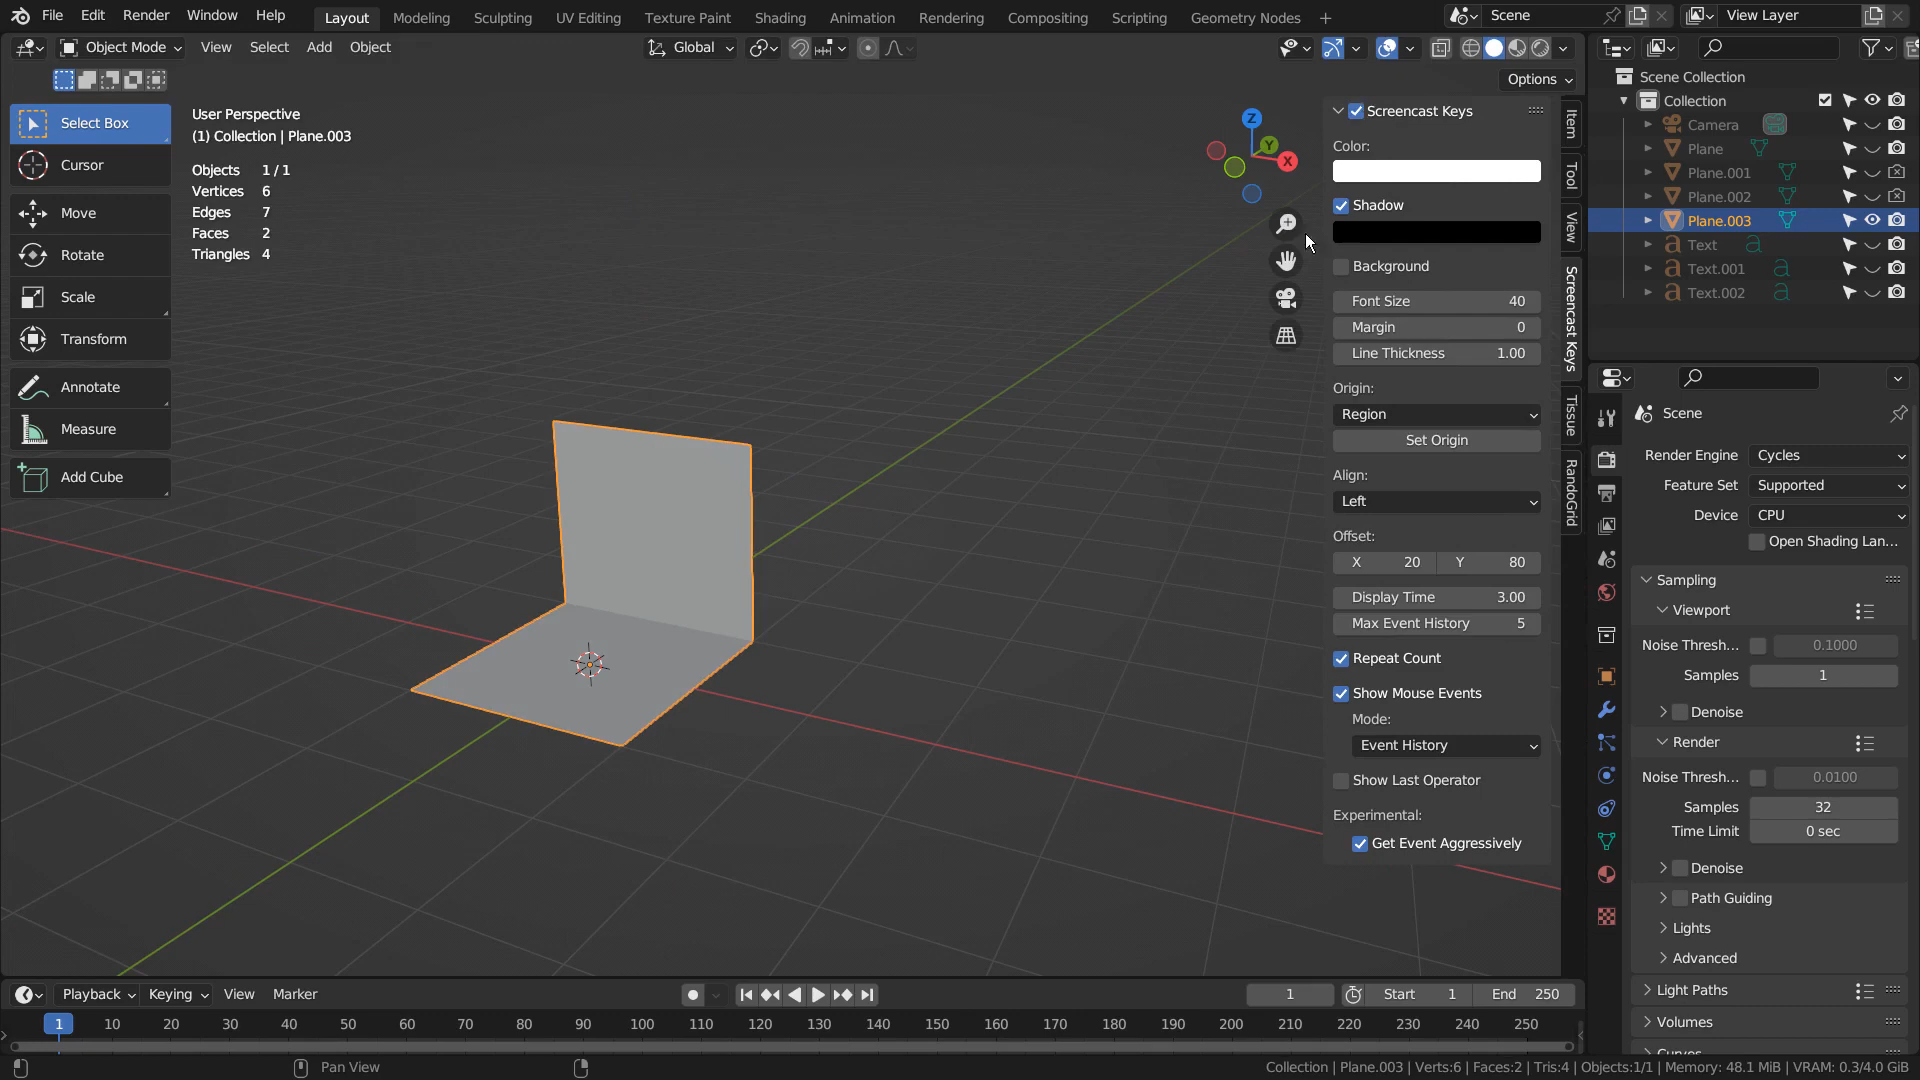 File Edit Render Window Help Layout Modeling Sculpting UV Editing Texture Paint Shading Animation Rendering Compositing Scripting Geometry Nodes + Scene View Layer
Object Mode View Select Add Object Global
Options
Select Box
Cursor
Move
Rotate
Scale
Transform
Annotate
Measure
Add Cube
User Perspective
(1) Collection | Plane.003
Objects 1 / 1
Vertices 6
Edges 7
Faces 2
Triangles 4
Z
Y
X
Screencast Keys
Color:
Shadow
Background
Font Size 40
Margin 0
Line Thickness 1.00
Origin:
Region
Set Origin
Align:
Left
Offset:
X 20 Y 80
Display Time 3.00
Max Event History 5
Repeat Count
Show Mouse Events
Mode:
Event History
Show Last Operator
Experimental:
Get Event Aggressively
Item
Tool
View
Screencast Keys
Tissue
RandoGrid
Scene Collection
Collection
Camera
Plane
Plane.001
Plane.002
Plane.003
Text
Text.001
Text.002
Scene
Render Engine Cycles
Feature Set Supported
Device CPU
Open Shading Lan...
Sampling
Viewport
Noise Thresh... 0.1000
Samples 1
Denoise
Render
Noise Thresh... 0.0100
Samples 32
Time Limit 0 sec
Denoise
Path Guiding
Lights
Advanced
Light Paths
Volumes
Curves
Playback Keying View Marker 1 Start 1 End 250
1 10 20 30 40 50 60 70 80 90 100 110 120 130 140 150 160 170 180 190 200 210 220 230 240 250
Pan View
Collection | Plane.003 | Verts:6 | Faces:2 | Tris:4 | Objects:1/1 | Memory: 48.1 MiB | VRAM: 0.3/4.0 GiB